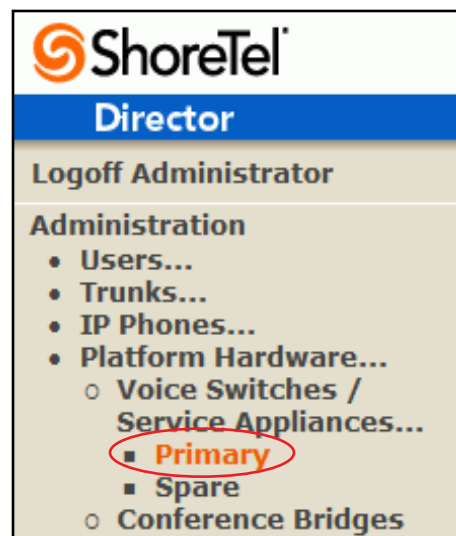 ShoreTel
Director
Logoff Administrator
Administration
• Users...
• Trunks...
• IP Phones...
• Platform Hardware...
o Voice Switches /
Service Appliances...
▪ Primary
▪ Spare
o Conference Bridges